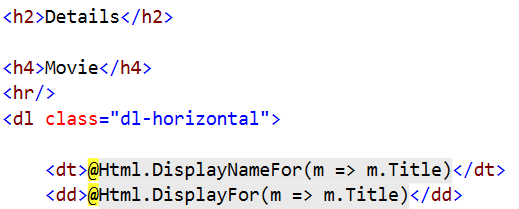 <h2>Details</h2>
<h4>Movie</h4>
<hr/>
<dl class="dl-horizontal">
<dt>@Html.DisplayNameFor(m => m.Title)</dt>
<dd>@Html.DisplayFor(m => m.Title)</dd>